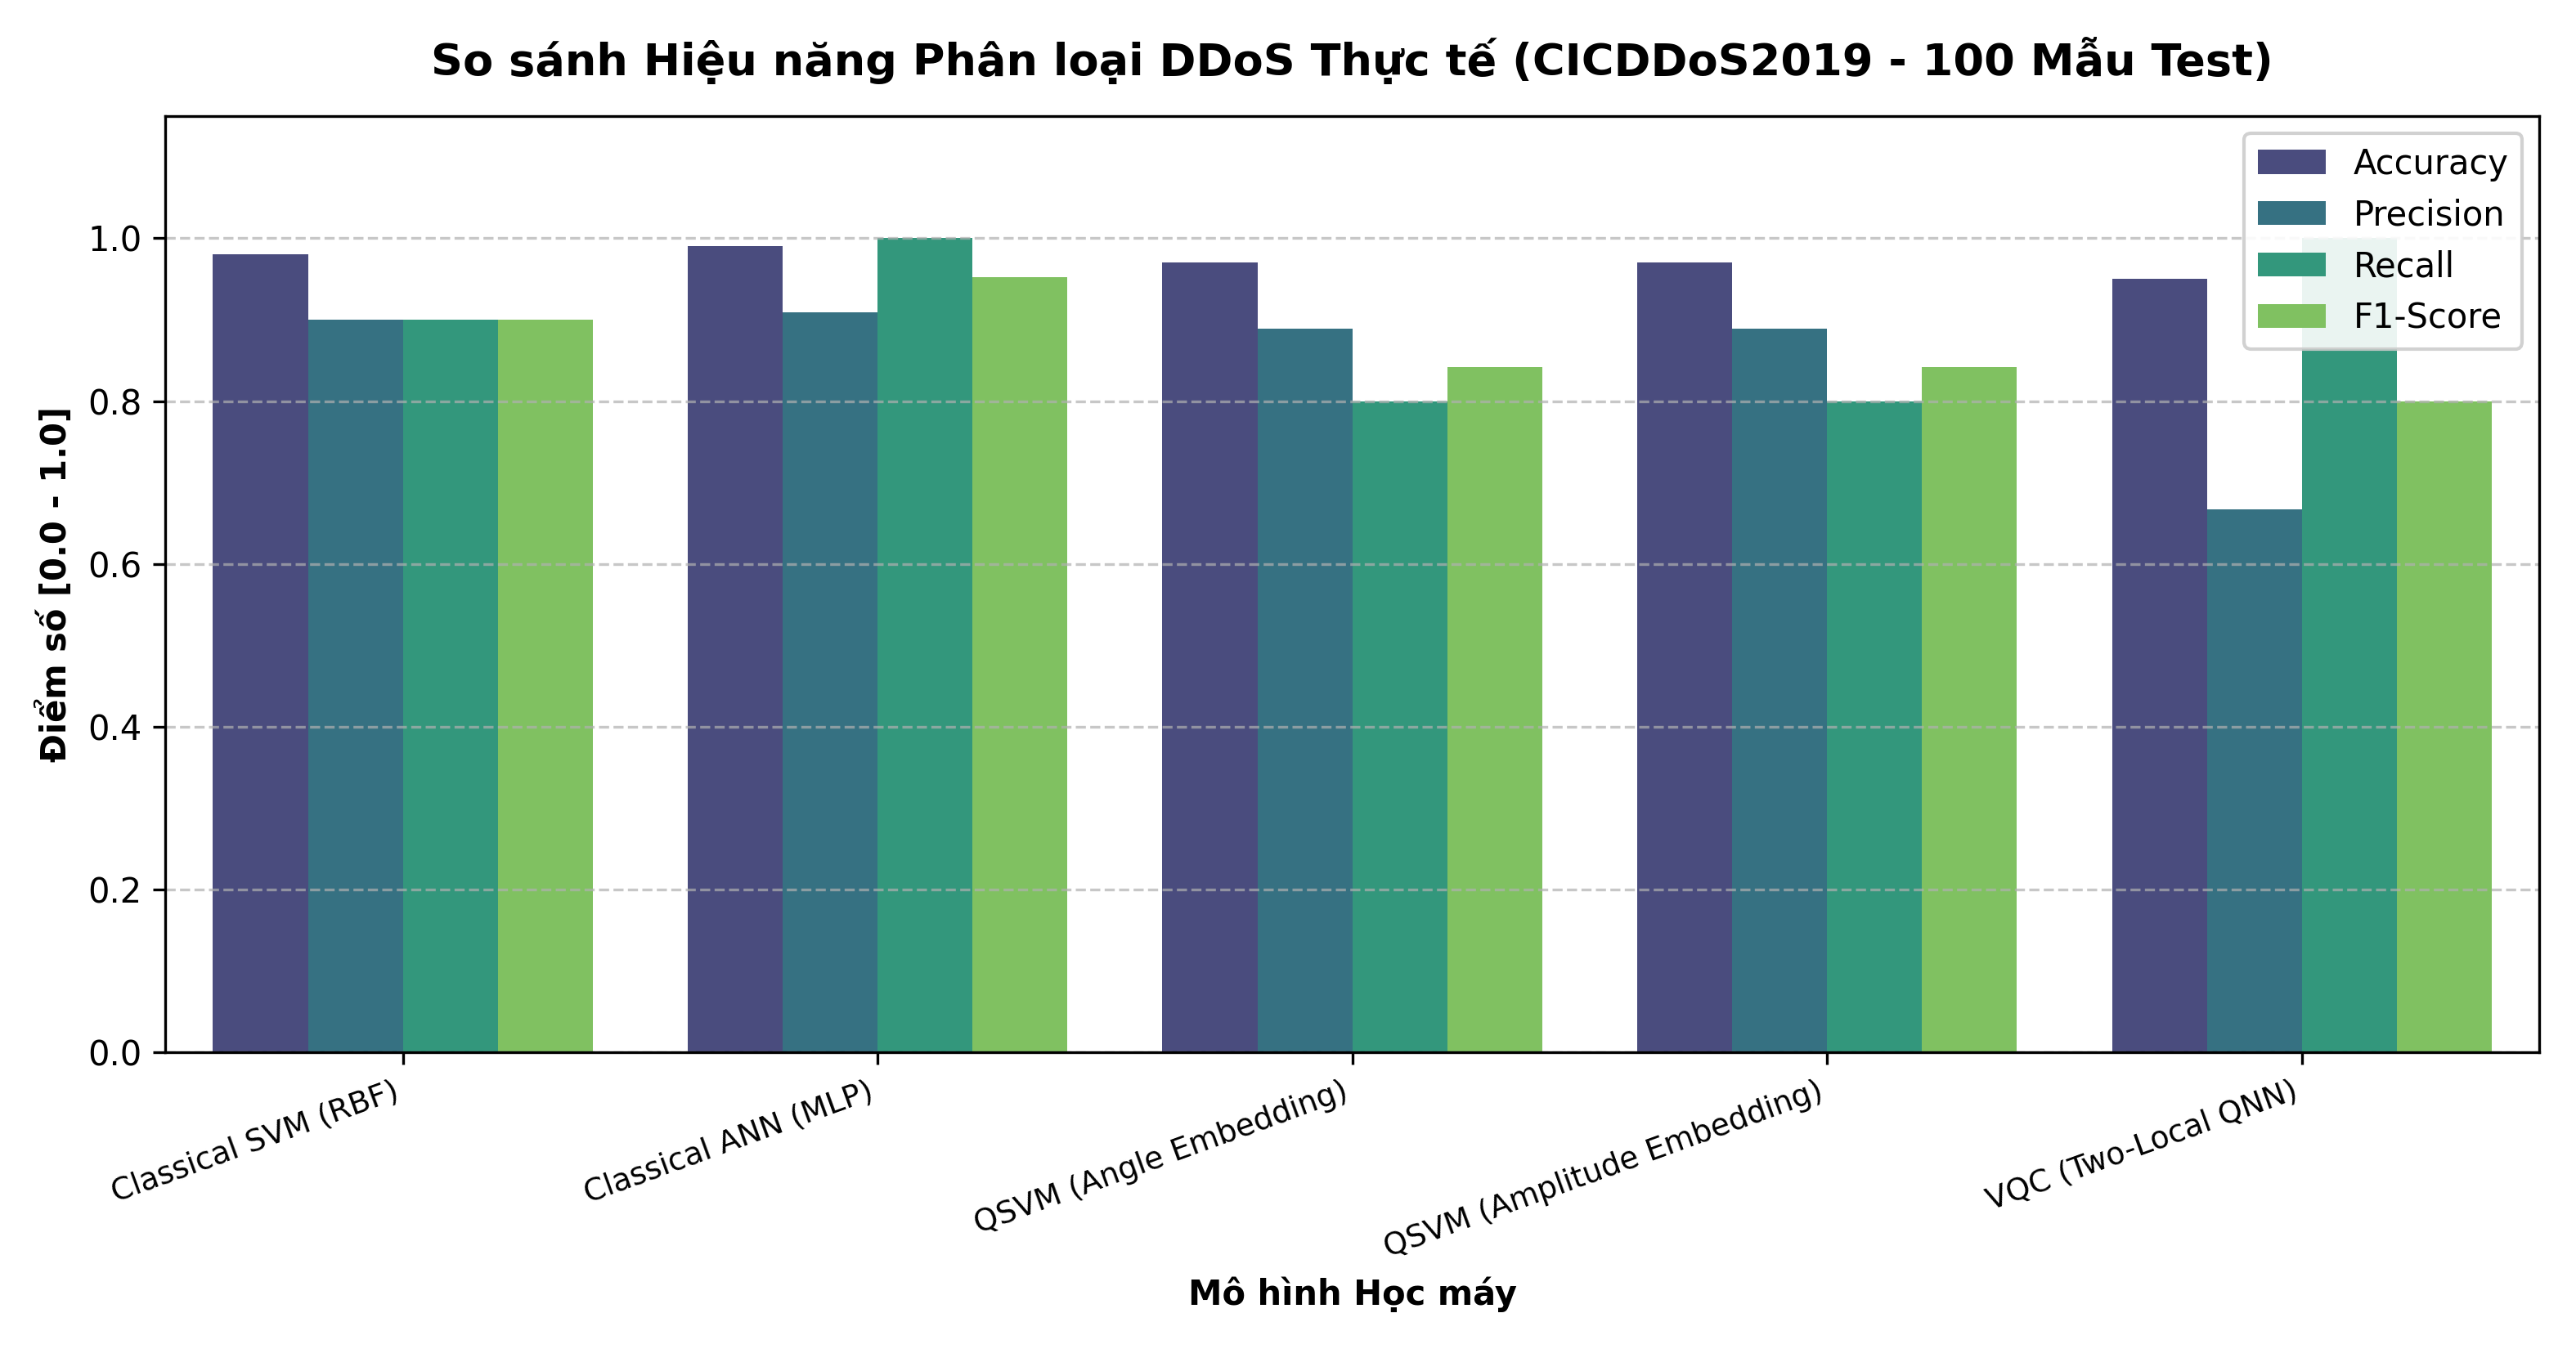 So sánh Hiệu năng Phân loại DDoS Thực tế (CICDDoS2019 - 100 Mẫu Test)
Accuracy
Precision
Recall
F1-Score
Điểm số [0.0 - 1.0]
1.0
0.8
0.6
0.4
0.2
0.0
Classical SVM (RBF)
Classical ANN (MLP)
QSVM (Angle Embedding)
QSVM (Amplitude Embedding)
VQC (Two-Local QNN)
Mô hình Học máy